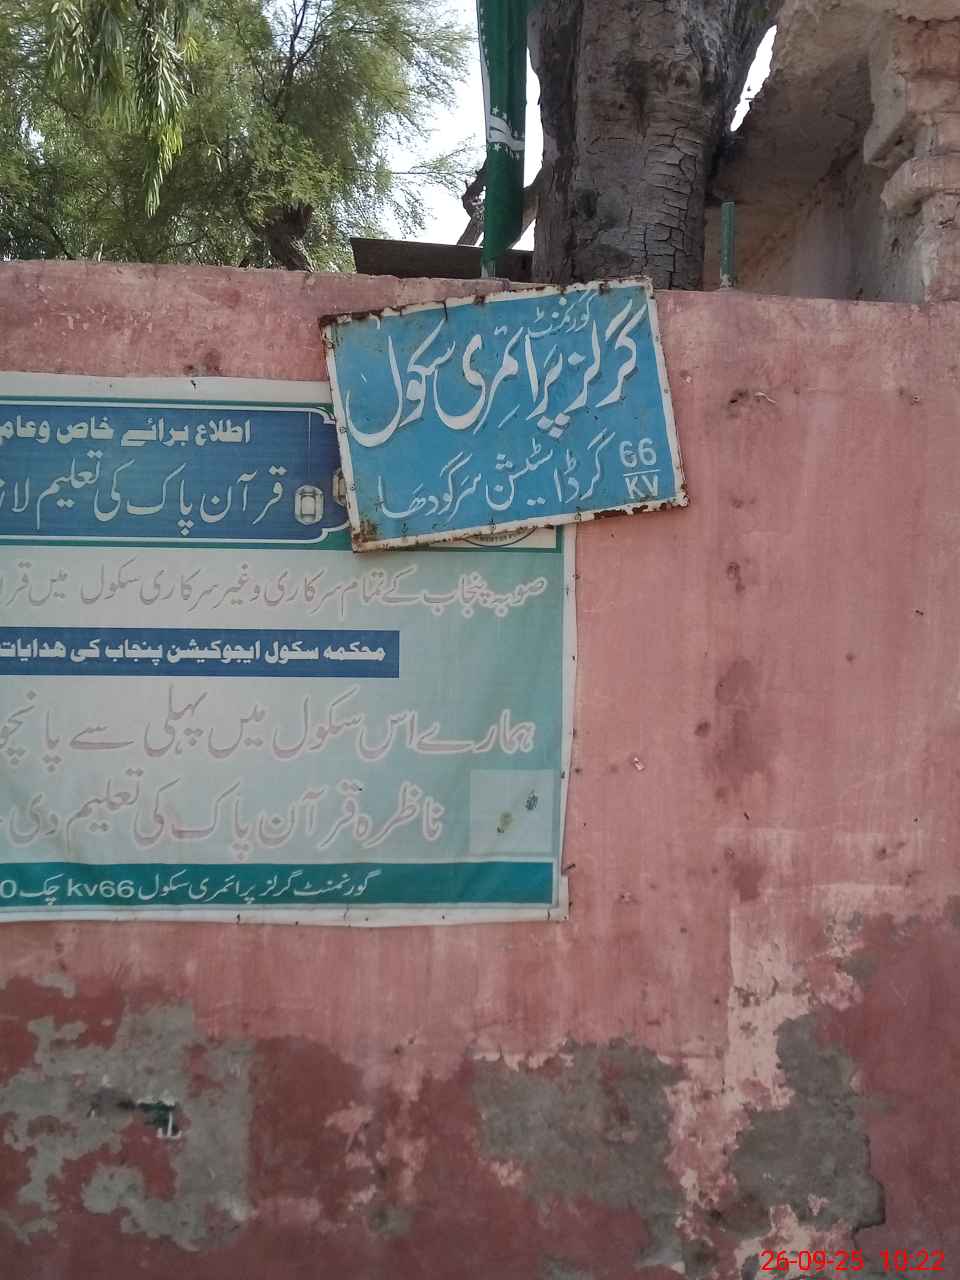 گورنمنٹ
گرلز پرائمری سکول
66 KV گرڈ اسٹیشن سرگودھا
اطلاع برائے خاص وعام
قرآن پاک کی تعلیم
صوبہ پنجاب کے تمام سرکاری و غیر سرکاری سکول میں
محکمہ سکول ایجوکیشن پنجاب کی ھدایات
ہمارے اس سکول میں پہلی سے
ناظرہ قرآن پاک کی تعلیم دی
گورنمنٹ گرلز پرائمری سکول kv66 چک
26-09-25 10:22